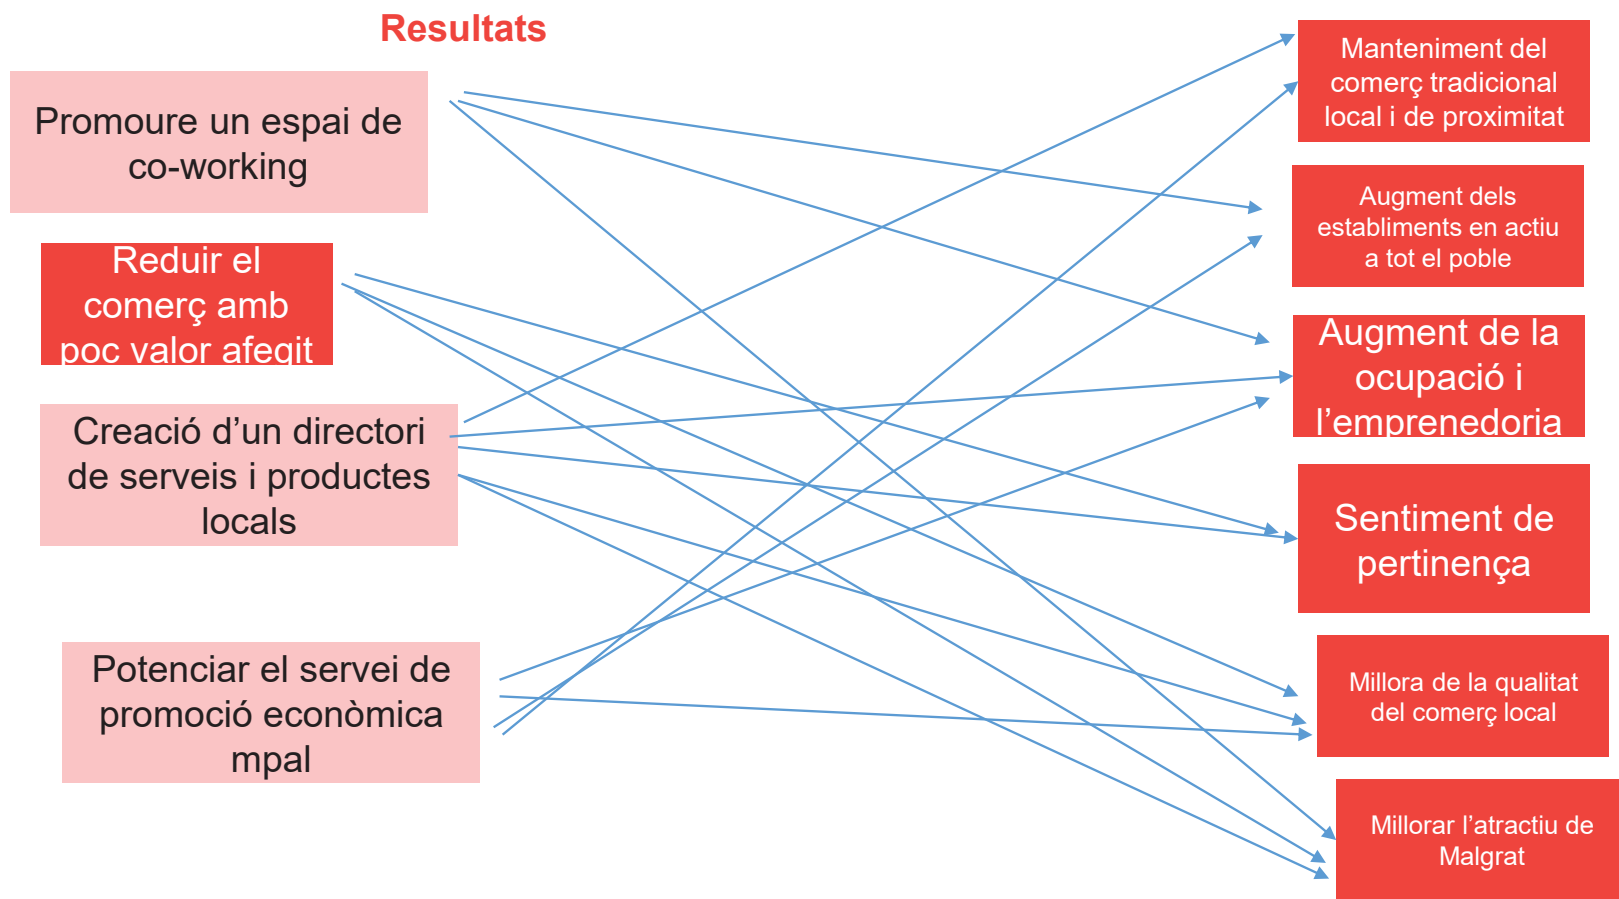 Resultats
Promoure un espai de
co-working
Reduir el
comerç amb
poc valor afegit
Creació d’un directori
de serveis i productes
locals
Potenciar el servei de
promoció econòmica
mpal
Manteniment del
comerç tradicional
local i de proximitat
Augment dels
establiments en actiu
a tot el poble
Augment de la
ocupació i
l’emprenedoria
Sentiment de
pertinença
Millora de la qualitat
del comerç local
Millorar l’atractiu de
Malgrat